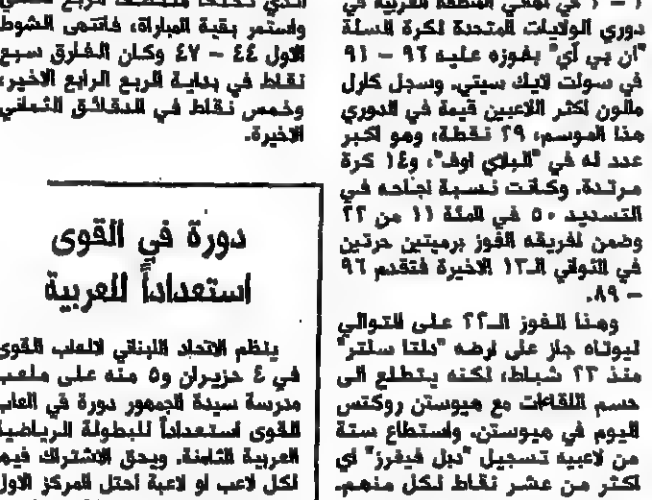 دوري الولايات المتحدة لكرة السلة
"ان بي آي" بفوزه عليه ٩٦ – ٩١
في سولت لايك سيتي. وسجل كارل
مالون اكثر اللاعبين قيمة في الدوري
هذا الموسم، ٢٩ نقطة، وهو اكبر
عدد له في "البلاي اوف"، و١٤ كرة
مرتدة. وكانت نسبة نجاحه في
التسديد ٥٠ في المئة ١١ من ٢٢
وضمن لفريقه الفوز برميتين حرتين
في الثواني الـ١٣ الاخيرة فتقدم ٩٦
– ٨٩.
وهذا الفوز الـ٢٢ على التوالي
ليوتاه جاز على ارضه "دلتا سنتر"
منذ ٢٣ شباط، لكنه يتطلع الى
حسم اللقاءات مع هيوستن روكتس
اليوم في هيوستن. واستطاع ستة
من لاعبيه تسجيل "دبل فيغرز" اي
اكثر من عشر نقاط لكل منهم.
واستمر بقية المباراة، فانتهى الشوط
الاول ٤٤ – ٤٧ وكان الفارق سبع
نقاط في بداية الربع الرابع الاخير،
وخمس نقاط في الدقائق الثماني
الاخيرة.
دورة في القوى
استعداداً للعربية
ينظم الاتحاد اللبناني لالعاب القوى
في ٤ حزيران و٥ منه على ملعب
مدرسة سيدة الجمهور دورة في العاب
القوى استعداداً للبطولة الرياضية
العربية الثامنة. ويحق الاشتراك فيها
لكل لاعب او لاعبة احتل المركز الاول